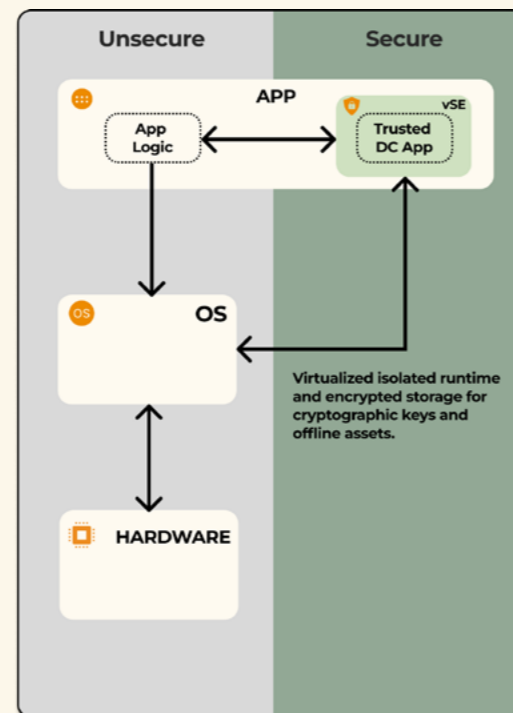 Unsecure
Secure
APP
vSE
App
Logic
Trusted
DC App
OS
OS
Virtualized isolated runtime
and encrypted storage for
cryptographic keys and
offline assets.
HARDWARE